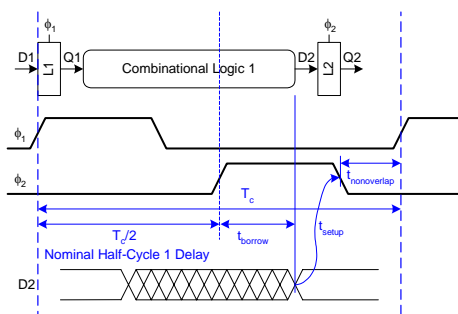 ϕ1
ϕ2
D1
L1
Q1
Combinational Logic 1
D2
L2
Q2
ϕ1
ϕ2
tnonoverlap
Tc
Tc/2
tborrow
tsetup
Nominal Half-Cycle 1 Delay
D2